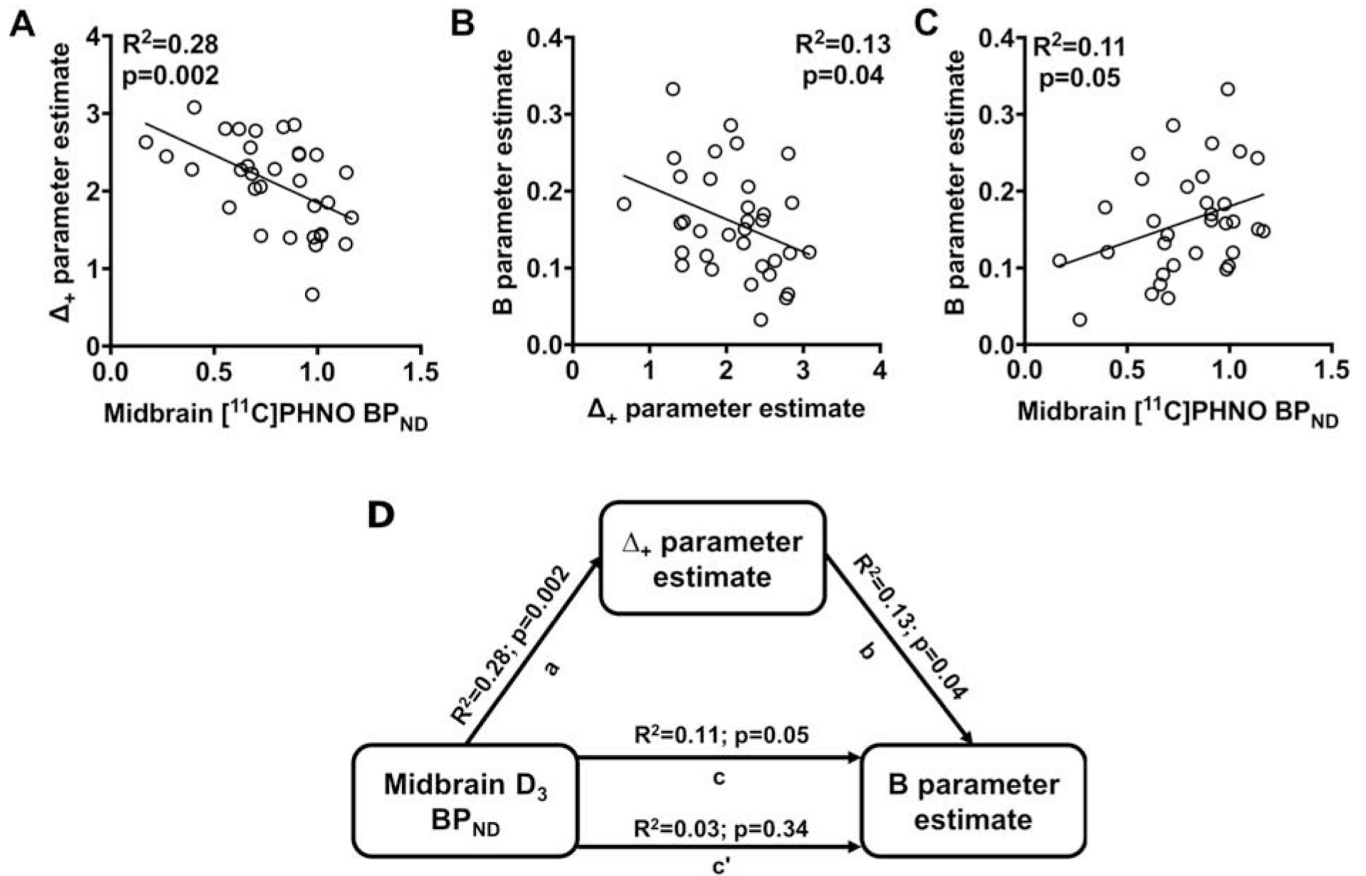 A
R²=0.28
p=0.002
Δ₊ parameter estimate
4
3
2
1
0
0.0 0.5 1.0 1.5
Midbrain [¹¹C]PHNO BP_ND
B
R²=0.13
p=0.04
B parameter estimate
0.4
0.3
0.2
0.1
0.0
0 1 2 3 4
Δ₊ parameter estimate
C
R²=0.11
p=0.05
B parameter estimate
0.4
0.3
0.2
0.1
0.0
0.0 0.5 1.0 1.5
Midbrain [¹¹C]PHNO BP_ND
D
Δ₊ parameter
estimate
R²=0.28; p=0.002
a
R²=0.13; p=0.04
b
Midbrain D₃
BP_ND
R²=0.11; p=0.05
c
R²=0.03; p=0.34
c'
B parameter
estimate